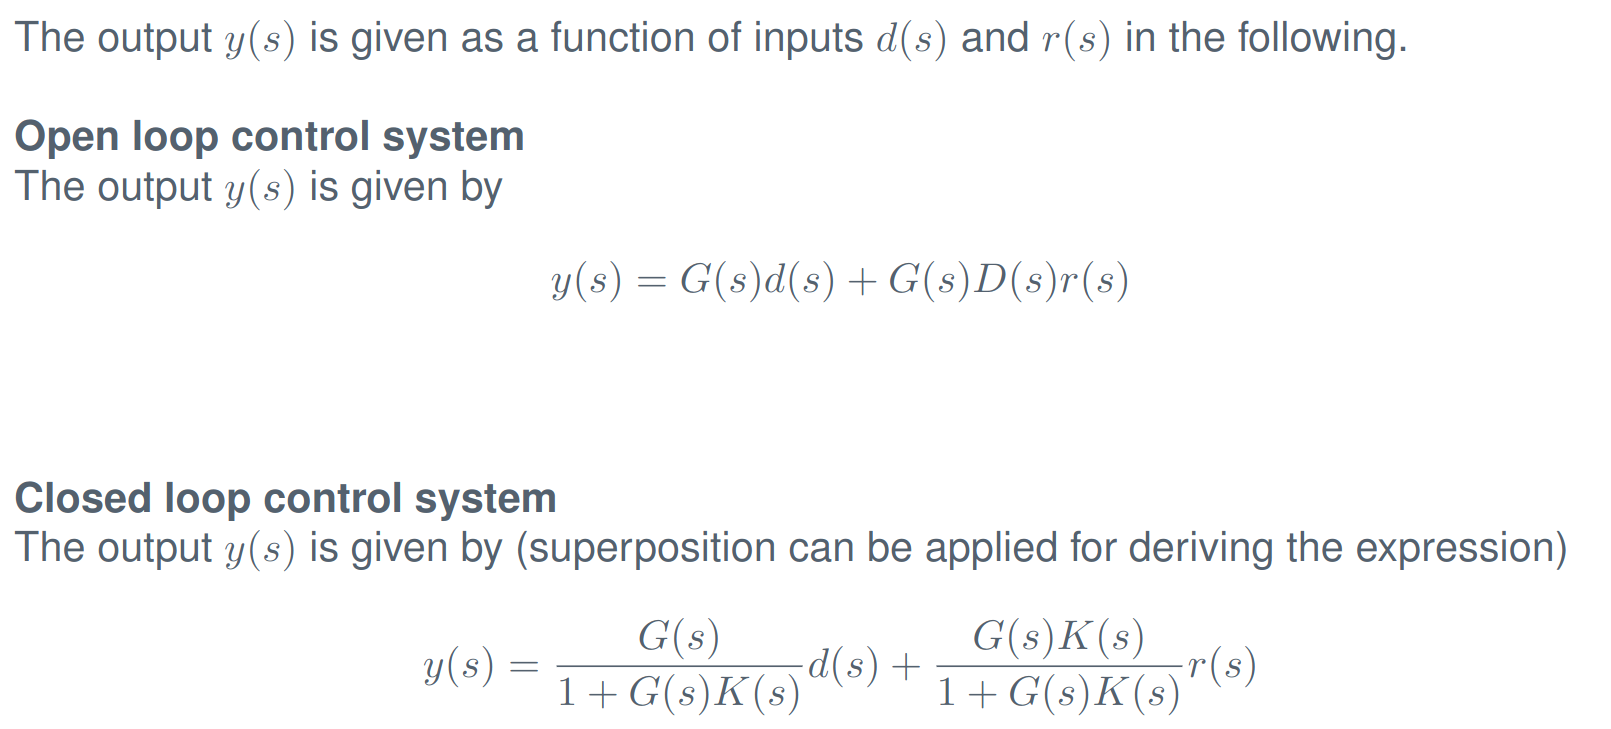 The output y(s) is given as a function of inputs d(s) and r(s) in the following.
Open loop control system
The output y(s) is given by
y(s) = G(s)d(s) + G(s)D(s)r(s)
Closed loop control system
The output y(s) is given by (superposition can be applied for deriving the expression)
y(s) = \frac{G(s)}{1 + G(s)K(s)} d(s) + \frac{G(s)K(s)}{1 + G(s)K(s)} r(s)